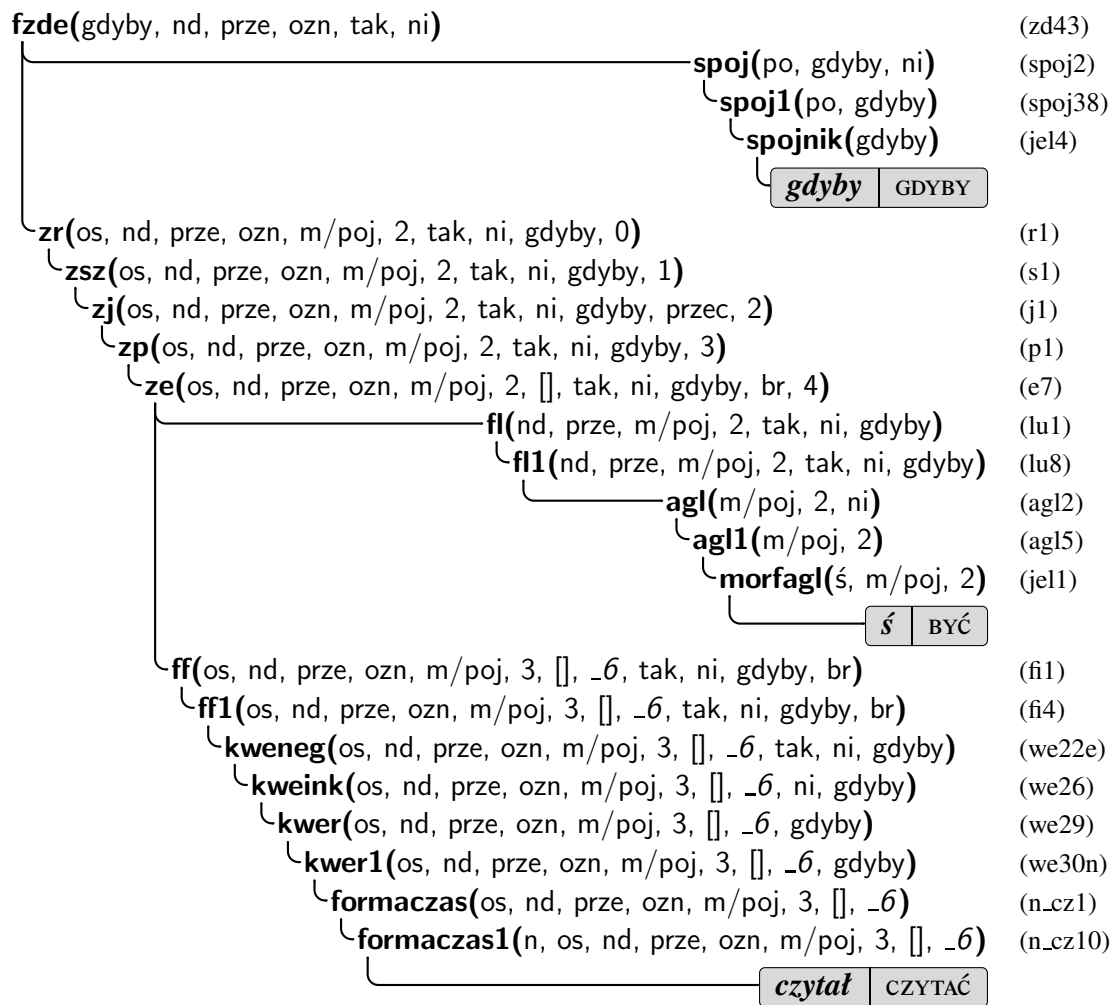 fzde(gdyby, nd, prze, ozn, tak, ni) (zd43)
spoj(po, gdyby, ni) (spoj2)
spoj1(po, gdyby) (spoj38)
spojnik(gdyby) (jel4)
gdyby GDYBY
zr(os, nd, prze, ozn, m/poj, 2, tak, ni, gdyby, 0) (r1)
zsz(os, nd, prze, ozn, m/poj, 2, tak, ni, gdyby, 1) (s1)
zj(os, nd, prze, ozn, m/poj, 2, tak, ni, gdyby, przec, 2) (j1)
zp(os, nd, prze, ozn, m/poj, 2, tak, ni, gdyby, 3) (p1)
ze(os, nd, prze, ozn, m/poj, 2, [], tak, ni, gdyby, br, 4) (e7)
fl(nd, prze, m/poj, 2, tak, ni, gdyby) (lu1)
fl1(nd, prze, m/poj, 2, tak, ni, gdyby) (lu8)
agl(m/poj, 2, ni) (agl2)
agl1(m/poj, 2) (agl5)
morfagl(ś, m/poj, 2) (jel1)
ś BYĆ
ff(os, nd, prze, ozn, m/poj, 3, [], _6, tak, ni, gdyby, br) (fi1)
ff1(os, nd, prze, ozn, m/poj, 3, [], _6, tak, ni, gdyby, br) (fi4)
kweneg(os, nd, prze, ozn, m/poj, 3, [], _6, tak, ni, gdyby) (we22e)
kweink(os, nd, prze, ozn, m/poj, 3, [], _6, ni, gdyby) (we26)
kwer(os, nd, prze, ozn, m/poj, 3, [], _6, gdyby) (we29)
kwer1(os, nd, prze, ozn, m/poj, 3, [], _6, gdyby) (we30n)
formaczas(os, nd, prze, ozn, m/poj, 3, [], _6) (n_cz1)
formaczas1(n, os, nd, prze, ozn, m/poj, 3, [], _6) (n_cz10)
czytał CZYTAĆ